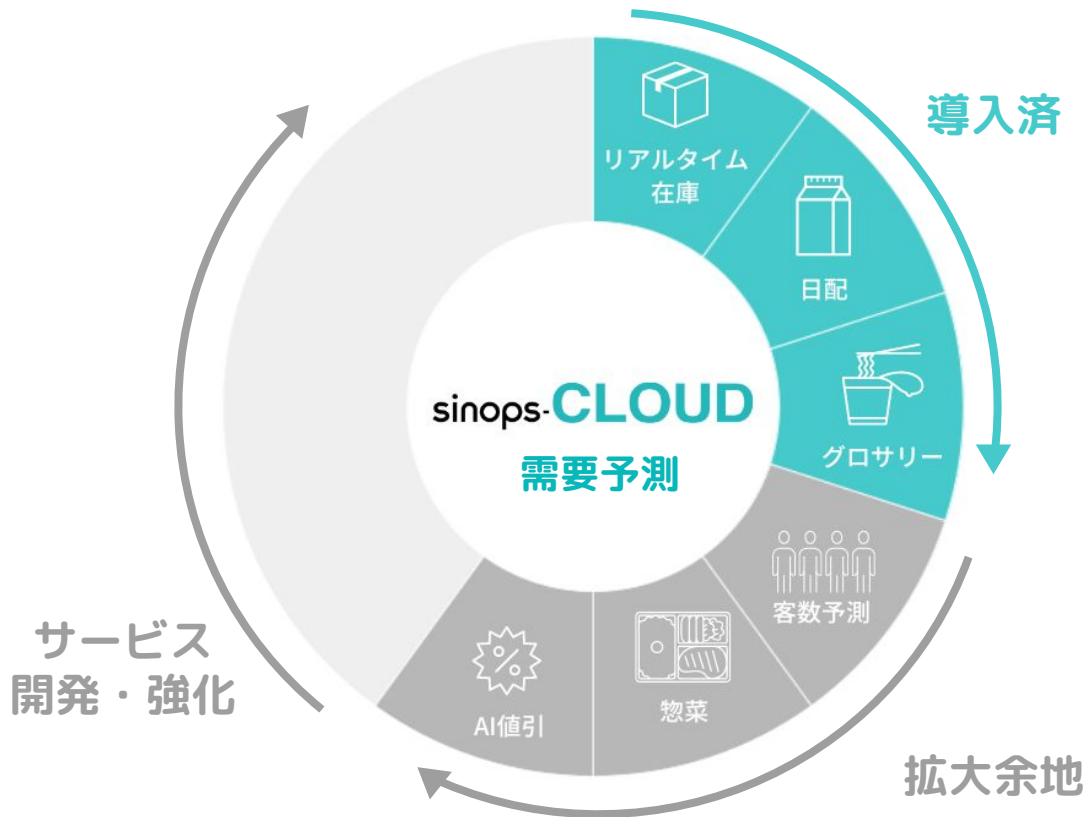 導入済
リアルタイム
在庫
日配
グロサリー
sinops-CLOUD
需要予測
客数予測
惣菜
AI値引
拡大余地
サービス
開発・強化